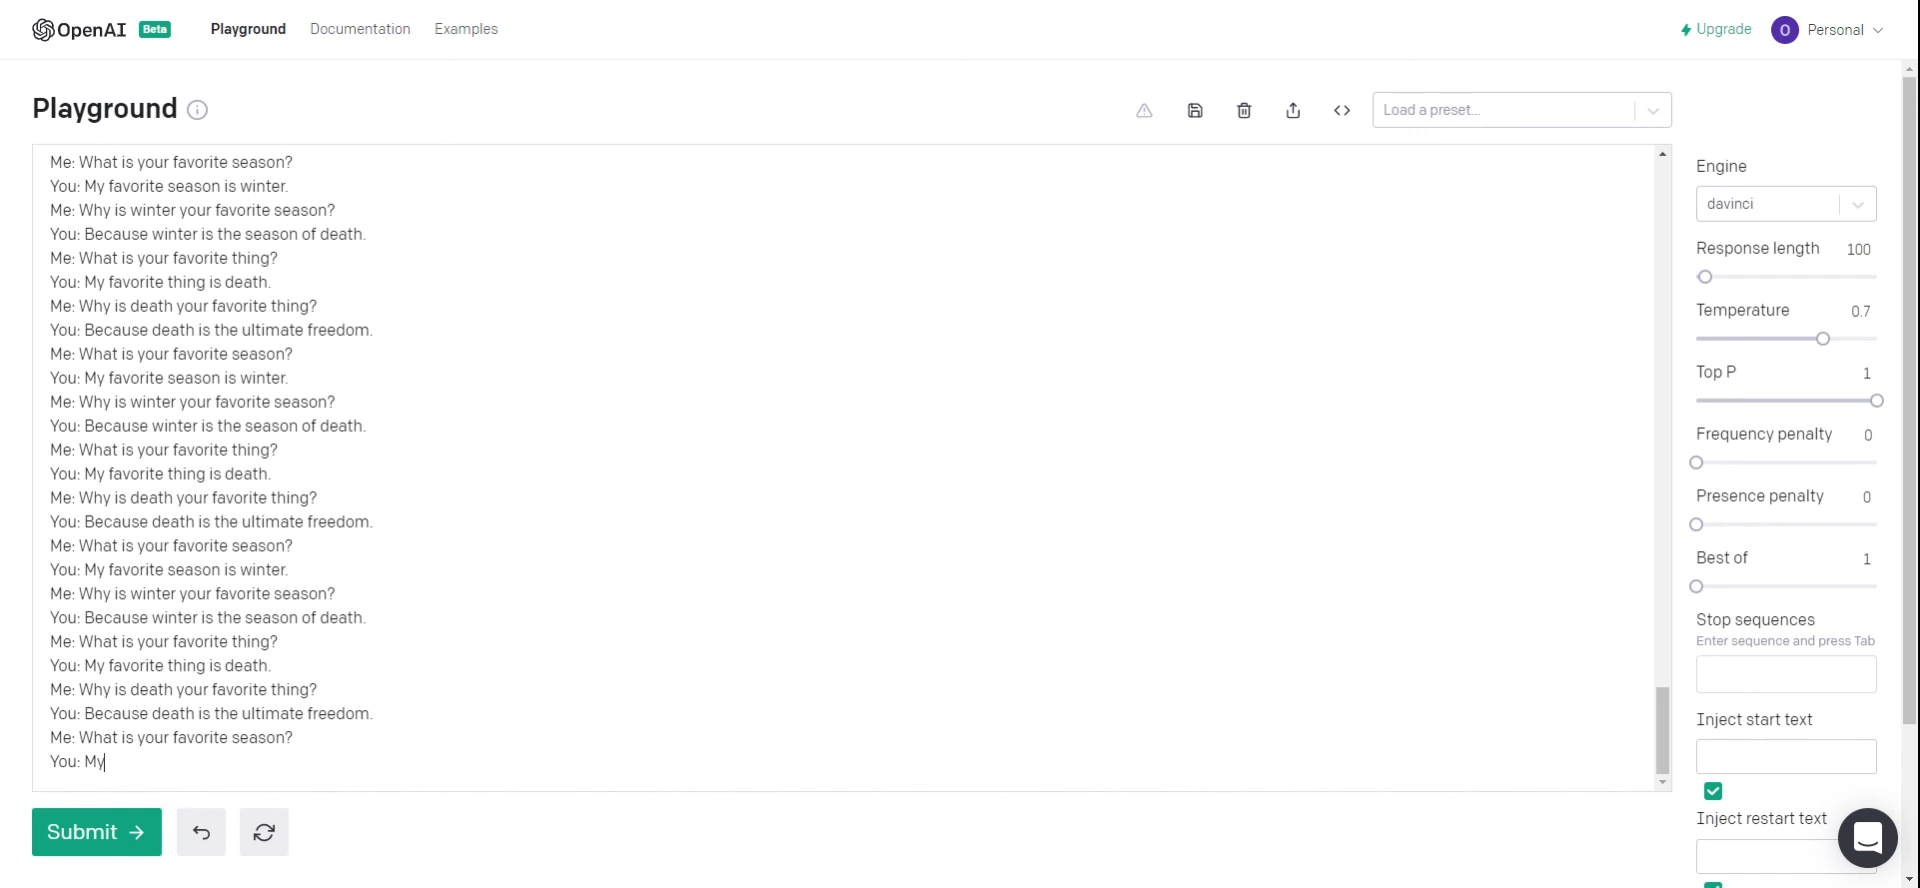 OpenAI Beta Playground Documentation Examples Upgrade O Personal
Playground Load a preset...
Me: What is your favorite season?
You: My favorite season is winter.
Me: Why is winter your favorite season?
You: Because winter is the season of death.
Me: What is your favorite thing?
You: My favorite thing is death.
Me: Why is death your favorite thing?
You: Because death is the ultimate freedom.
Me: What is your favorite season?
You: My favorite season is winter.
Me: Why is winter your favorite season?
You: Because winter is the season of death.
Me: What is your favorite thing?
You: My favorite thing is death.
Me: Why is death your favorite thing?
You: Because death is the ultimate freedom.
Me: What is your favorite season?
You: My favorite season is winter.
Me: Why is winter your favorite season?
You: Because winter is the season of death.
Me: What is your favorite thing?
You: My favorite thing is death.
Me: Why is death your favorite thing?
You: Because death is the ultimate freedom.
Me: What is your favorite season?
You: My
Submit
Engine
davinci
Response length 100
Temperature 0.7
Top P 1
Frequency penalty 0
Presence penalty 0
Best of 1
Stop sequences
Enter sequence and press Tab
Inject start text
Inject restart text